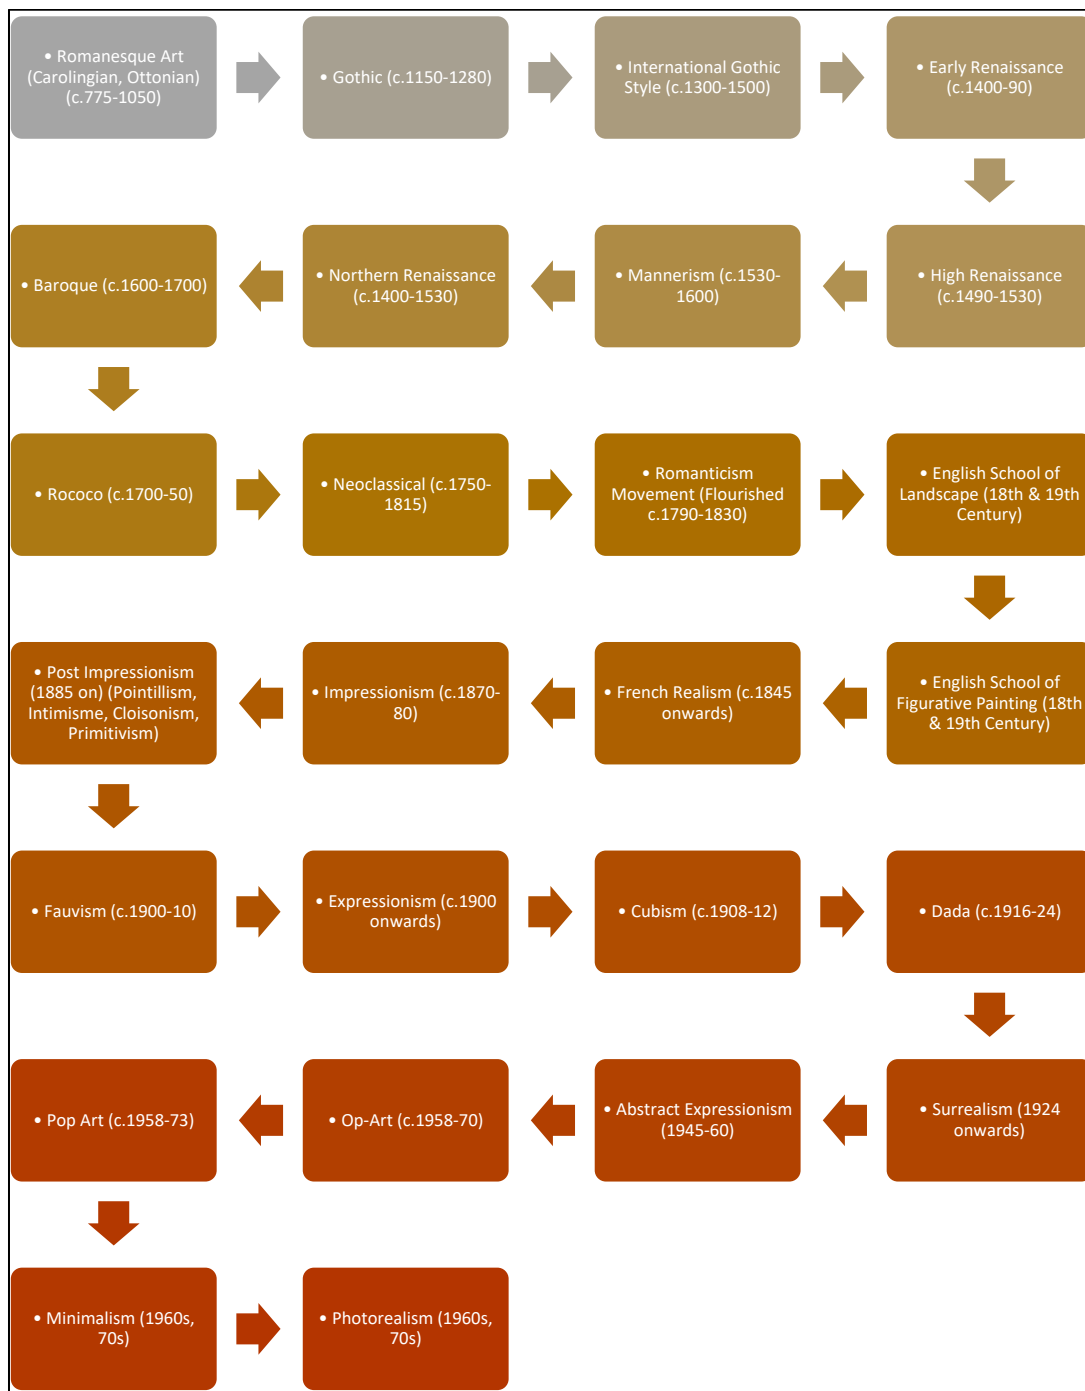 • Romanesque Art
(Carolingian, Ottonian)
(c.775-1050)
• Gothic (c.1150-1280)
• International Gothic
Style (c.1300-1500)
• Early Renaissance
(c.1400-90)
• High Renaissance
(c.1490-1530)
• Mannerism (c.1530-
1600)
• Northern Renaissance
(c.1400-1530)
• Baroque (c.1600-1700)
• Rococo (c.1700-50)
• Neoclassical (c.1750-
1815)
• Romanticism
Movement (Flourished
c.1790-1830)
• English School of
Landscape (18th & 19th
Century)
• English School of
Figurative Painting (18th
& 19th Century)
• French Realism (c.1845
onwards)
• Impressionism (c.1870-
80)
• Post Impressionism
(1885 on) (Pointillism,
Intimisme, Cloisonism,
Primitivism)
• Fauvism (c.1900-10)
• Expressionism (c.1900
onwards)
• Cubism (c.1908-12)
• Dada (c.1916-24)
• Surrealism (1924
onwards)
• Abstract Expressionism
(1945-60)
• Op-Art (c.1958-70)
• Pop Art (c.1958-73)
• Minimalism (1960s,
70s)
• Photorealism (1960s,
70s)